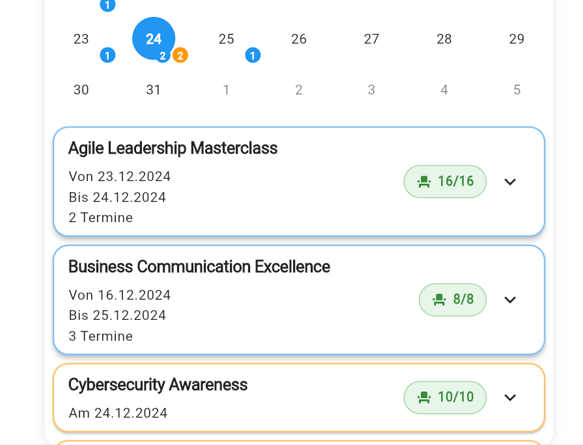 1
23 24 25 26 27 28 29
1 2 2 1
30 31 1 2 3 4 5
Agile Leadership Masterclass
Von 23.12.2024
16/16
Bis 24.12.2024
2 Termine
Business Communication Excellence
Von 16.12.2024
8/8
Bis 25.12.2024
3 Termine
Cybersecurity Awareness
10/10
Am 24.12.2024